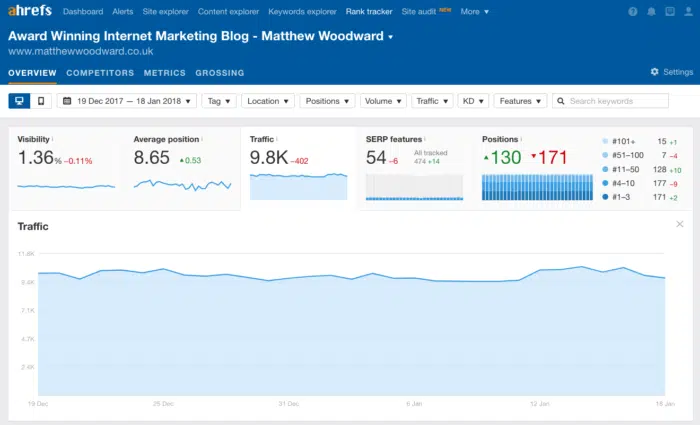 ahrefs Dashboard Alerts Site explorer Content explorer Keywords explorer Rank tracker Site audit NEW More
Award Winning Internet Marketing Blog - Matthew Woodward
www.matthewwoodward.co.uk
OVERVIEW COMPETITORS METRICS GROSSING Settings
19 Dec 2017 — 18 Jan 2018 Tag Location Positions Volume Traffic KD Features Search keywords
Visibility i Average position i Traffic i SERP features i Positions i
1.36% -0.11% 8.65 0.53 9.8K -402 54 -6 All tracked 474 +14 130 171
#101+ 15 +1
#51–100 7 -4
#11–50 128 +10
#4–10 177 -9
#1–3 171 +2
Traffic
11.8K
9.4K
7.1K
4.7K
2.4K
19 Dec 25 Dec 31 Dec 6 Jan 12 Jan 18 Jan